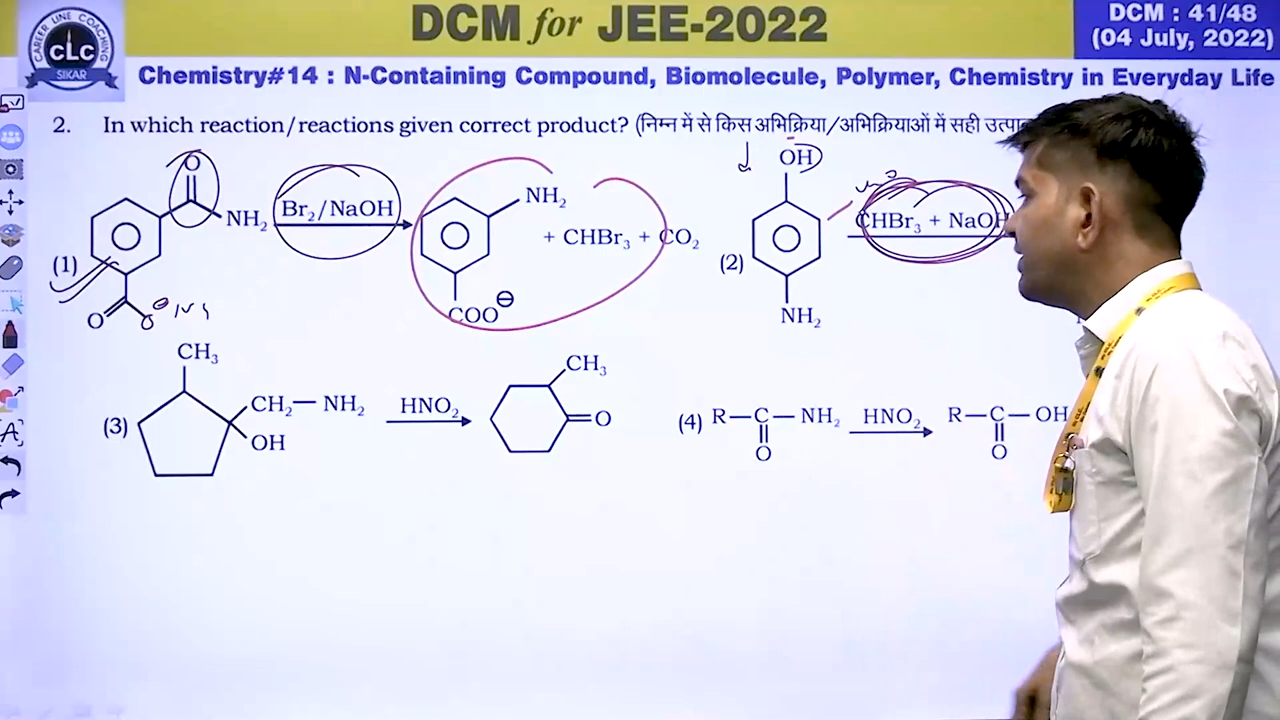 DCM for JEE-2022
DCM : 41/48
(04 July, 2022)
CAREER LINE COACHING
CLC
SIKAR
Chemistry#14 : N-Containing Compound, Biomolecule, Polymer, Chemistry in Everyday Life
2. In which reaction/reactions given correct product? (निम्न में से किस अभिक्रिया/अभिक्रियाओं में सही
(1) O NH₂ Br₂/NaOH NH₂ + CHBr₃ + CO₂
O O⊖ COO⊖
(2) OH CHBr₃ + NaOH
NH₂
(3) CH₃ CH₂—NH₂ OH HNO₂ CH₃ =O
(4) R—C—NH₂ HNO₂ R—C—OH
O O